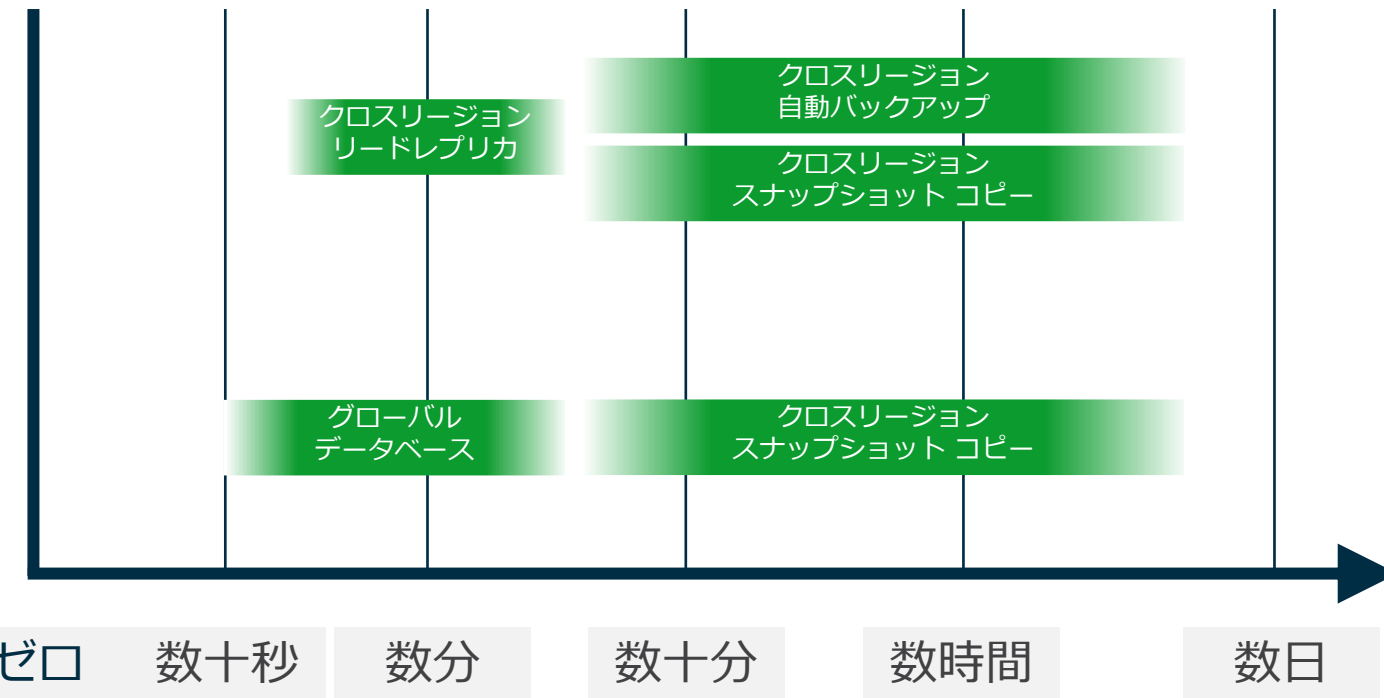 クロスリージョン
リードレプリカ
クロスリージョン
自動バックアップ
クロスリージョン
スナップショット コピー
グローバル
データベース
クロスリージョン
スナップショット コピー
ゼロ
数十秒
数分
数十分
数時間
数日